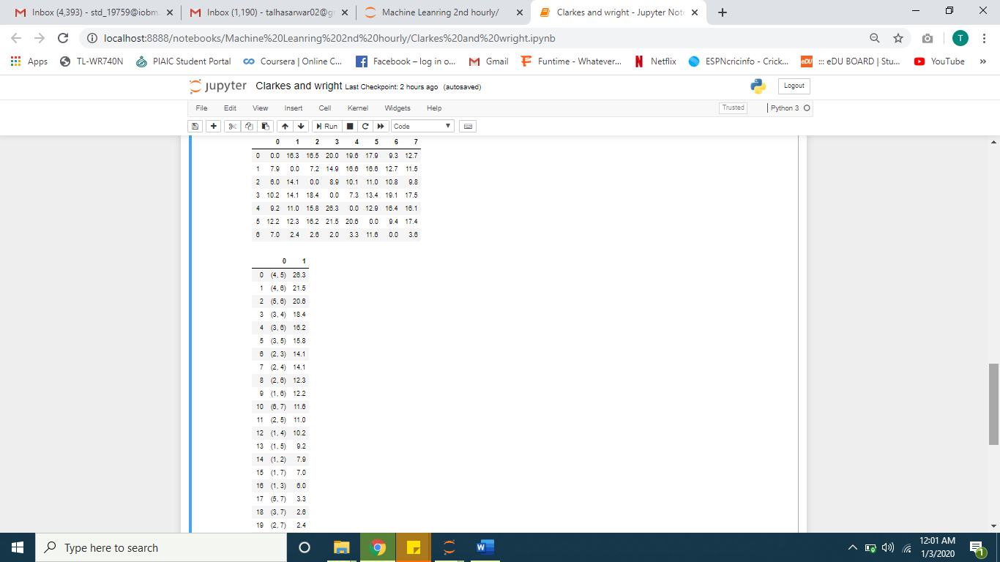 Inbox (4,393) - std_19759@iobm. Inbox (1,190) - talhasarwar02@g Machine Leanring 2nd hourly/ Clarkes and wright - Jupyter Note
localhost:8888/notebooks/Machine%20Leanring%202nd%20hourly/Clarkes%20and%20wright.ipynb T
Apps TL-WR740N PIAIC Student Portal Coursera | Online C... Facebook – log in o... Gmail Funtime - Whatever... Netflix ESPNcricinfo - Crick... eDU ::: eDU BOARD | Stu... YouTube »
jupyter Clarkes and wright Last Checkpoint: 2 hours ago (autosaved) Logout
File Edit View Insert Cell Kernel Widgets Help Trusted Python 3
Run Code
0 1 2 3 4 5 6 7
0 0.0 16.3 16.5 20.0 19.6 17.9 9.3 12.7
1 7.9 0.0 7.2 14.9 16.6 16.6 12.7 11.5
2 6.0 14.1 0.0 8.9 10.1 11.0 10.8 9.8
3 10.2 14.1 18.4 0.0 7.3 13.4 19.1 17.5
4 9.2 11.0 15.8 26.3 0.0 12.9 16.4 16.1
5 12.2 12.3 16.2 21.5 20.6 0.0 9.4 17.4
6 7.0 2.4 2.6 2.0 3.3 11.6 0.0 3.6
0 1
0 (4, 5) 26.3
1 (4, 6) 21.5
2 (5, 6) 20.6
3 (3, 4) 18.4
4 (3, 6) 16.2
5 (3, 5) 15.8
6 (2, 3) 14.1
7 (2, 4) 14.1
8 (2, 6) 12.3
9 (1, 6) 12.2
10 (6, 7) 11.6
11 (2, 5) 11.0
12 (1, 4) 10.2
13 (1, 5) 9.2
14 (1, 2) 7.9
15 (1, 7) 7.0
16 (1, 3) 6.0
17 (5, 7) 3.3
18 (3, 7) 2.6
19 (2, 7) 2.4
Type here to search
12:01 AM
1/3/2020
1